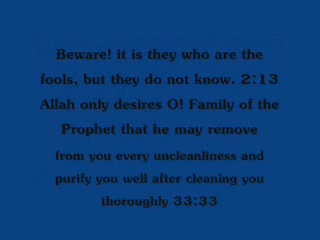 Beware! it is they who are the
fools, but they do not know. 2:13
Allah only desires O! Family of the
Prophet that he may remove
from you every uncleanliness and
purify you well after cleaning you
thoroughly 33:33